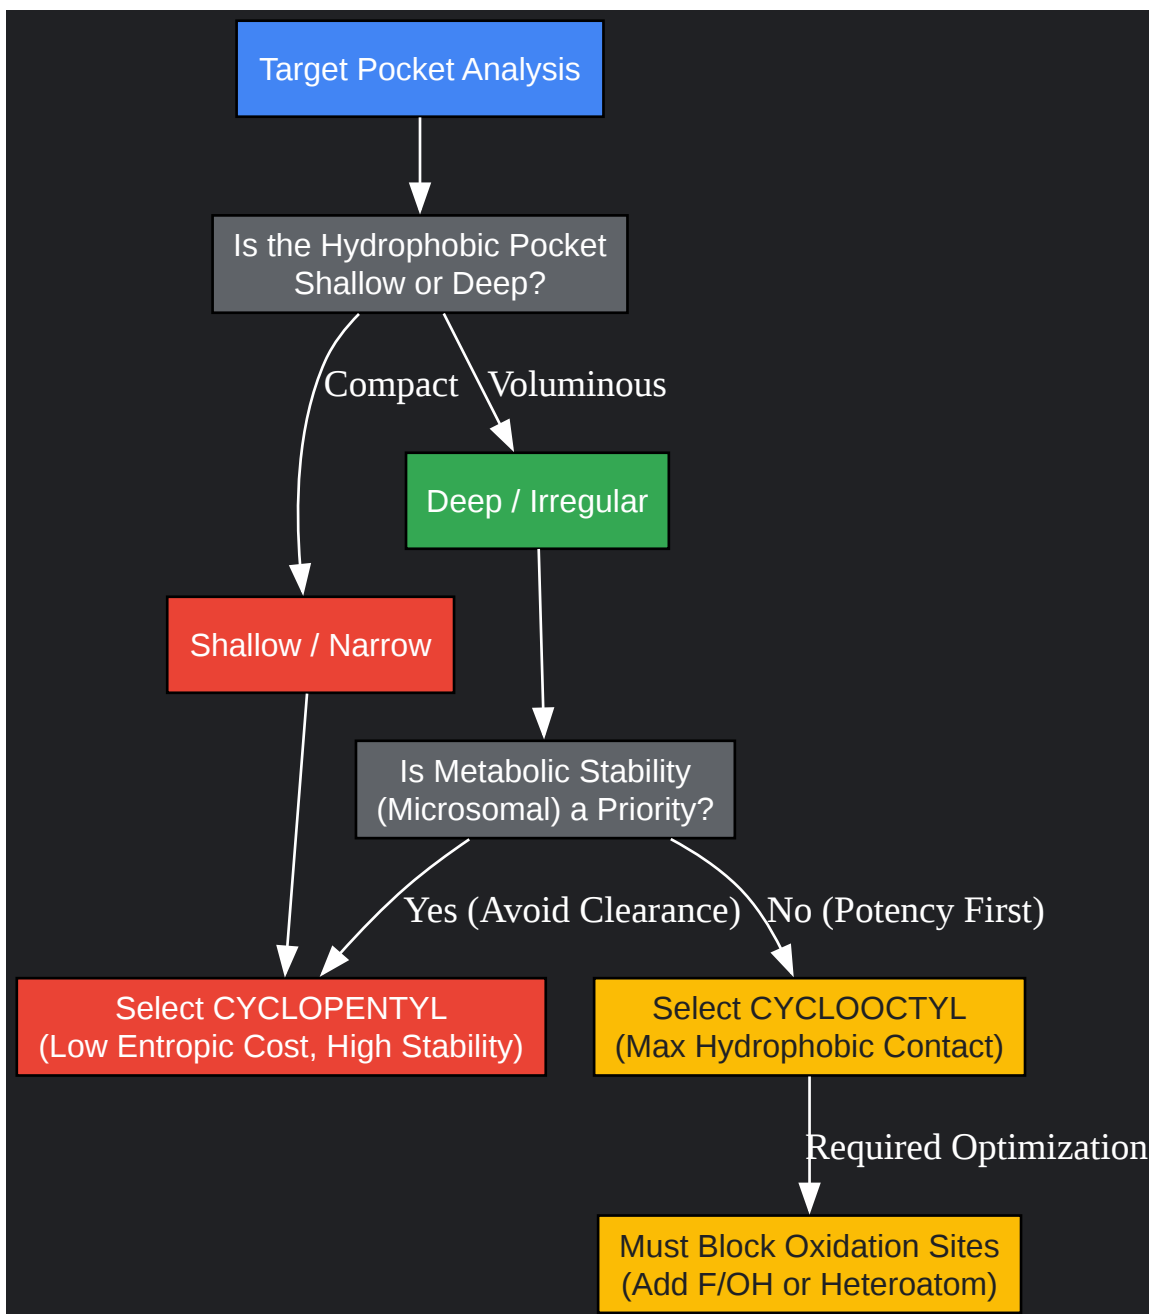 Target Pocket Analysis
Is the Hydrophobic Pocket
Shallow or Deep?
Compact
Voluminous
Deep / Irregular
Shallow / Narrow
Is Metabolic Stability
(Microsomal) a Priority?
Yes (Avoid Clearance)
No (Potency First)
Select CYCLOPENTYL
(Low Entropic Cost, High Stability)
Select CYCLOOCTYL
(Max Hydrophobic Contact)
Required Optimization
Must Block Oxidation Sites
(Add F/OH or Heteroatom)